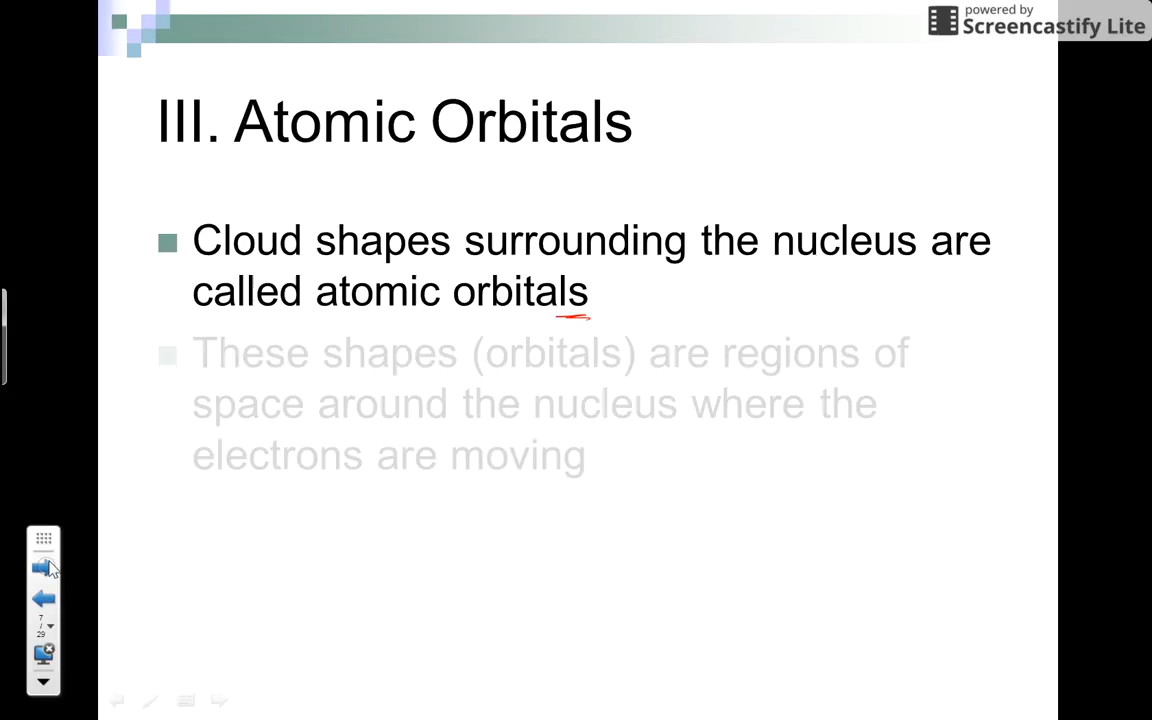 powered by
Screencastify Lite
III. Atomic Orbitals
Cloud shapes surrounding the nucleus are
called atomic orbitals
These shapes (orbitals) are regions of
space around the nucleus where the
electrons are moving
7
/
29